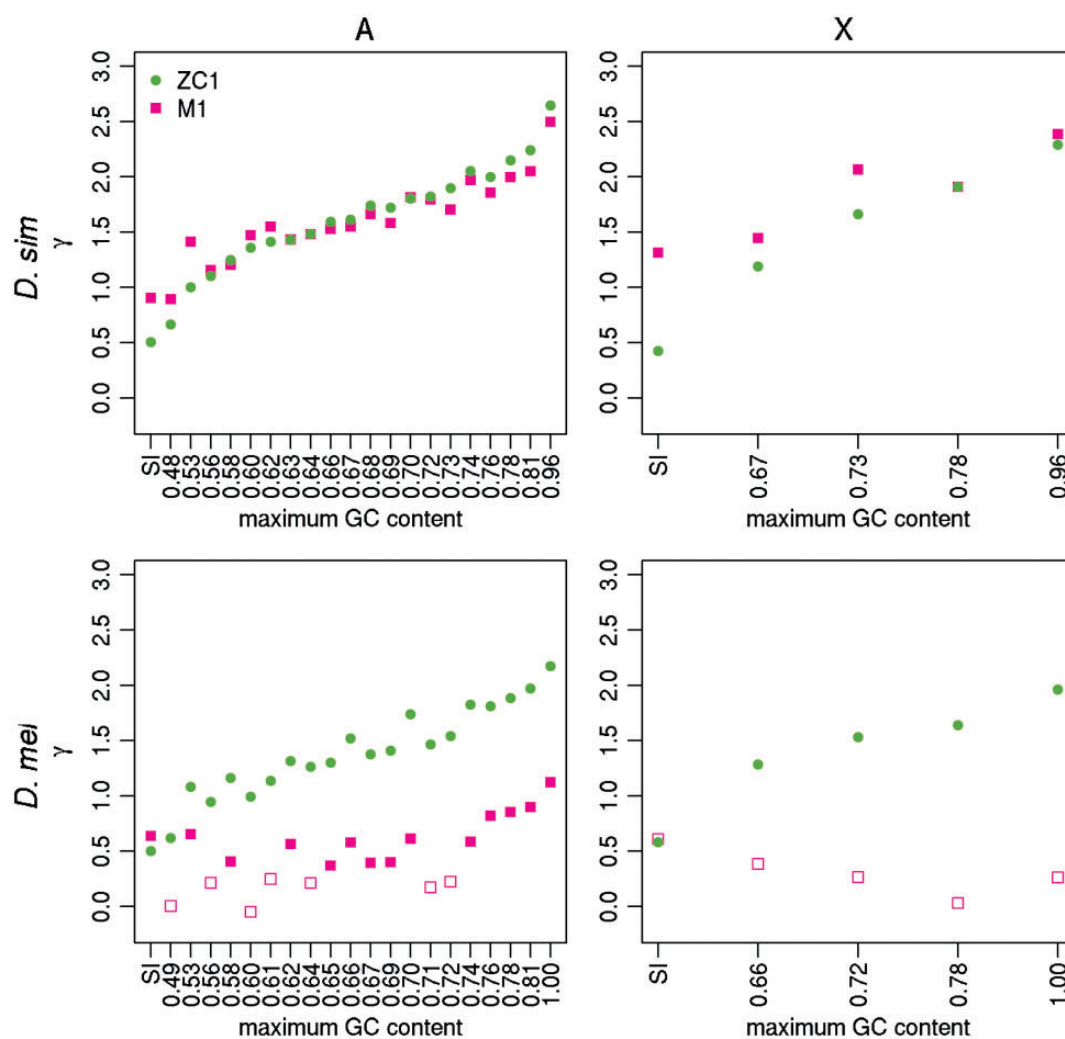 A
X
D. sim
γ
3.0
2.5
2.0
1.5
1.0
0.5
0.0
ZC1
M1
SI 0.48 0.53 0.56 0.58 0.60 0.62 0.63 0.64 0.66 0.67 0.68 0.69 0.70 0.72 0.73 0.74 0.76 0.78 0.81 0.96
maximum GC content
3.0
2.5
2.0
1.5
1.0
0.5
0.0
SI 0.67 0.73 0.78 0.96
maximum GC content
D. mel
γ
3.0
2.5
2.0
1.5
1.0
0.5
0.0
SI 0.49 0.53 0.56 0.58 0.60 0.61 0.62 0.64 0.65 0.66 0.67 0.69 0.70 0.71 0.72 0.74 0.76 0.78 0.81 1.00
maximum GC content
3.0
2.5
2.0
1.5
1.0
0.5
0.0
SI 0.66 0.72 0.78 1.00
maximum GC content